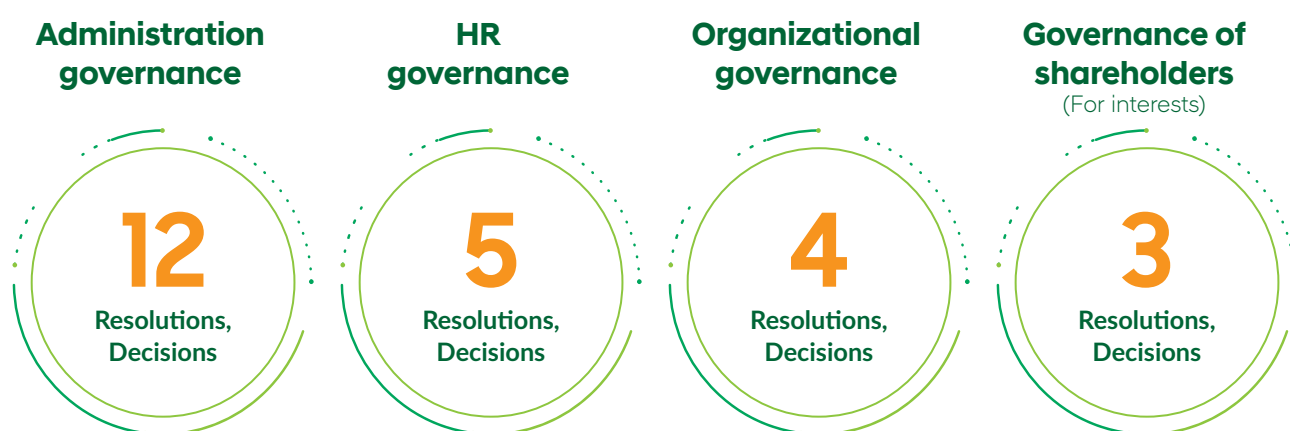 Administration
governance
12
Resolutions,
Decisions
HR
governance
5
Resolutions,
Decisions
Organizational
governance
4
Resolutions,
Decisions
Governance of
shareholders
(For interests)
3
Resolutions,
Decisions